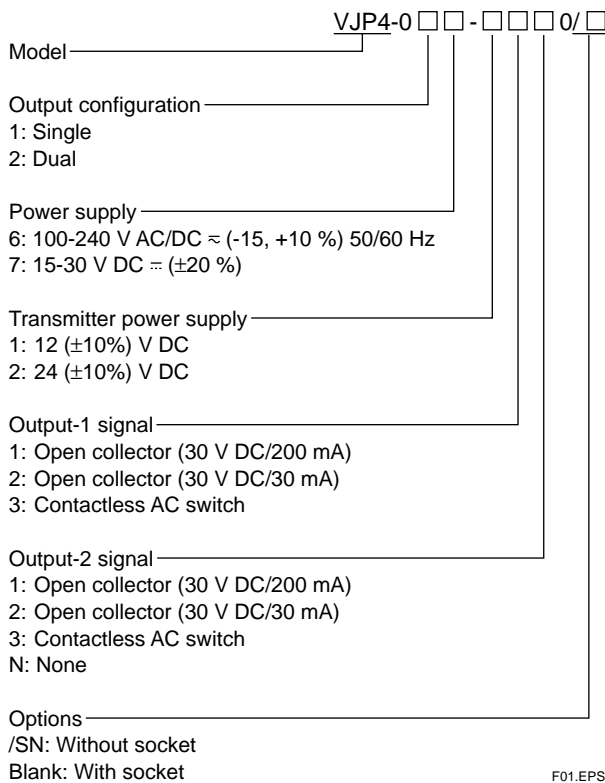 VJP4-0 □ □ - □ □ □ 0/ □
Model
Output configuration
1: Single
2: Dual
Power supply
6: 100-240 V AC/DC ≂ (-15, +10 %) 50/60 Hz
7: 15-30 V DC ⎓ (±20 %)
Transmitter power supply
1: 12 (±10%) V DC
2: 24 (±10%) V DC
Output-1 signal
1: Open collector (30 V DC/200 mA)
2: Open collector (30 V DC/30 mA)
3: Contactless AC switch
Output-2 signal
1: Open collector (30 V DC/200 mA)
2: Open collector (30 V DC/30 mA)
3: Contactless AC switch
N: None
Options
/SN: Without socket
Blank: With socket
F01.EPS